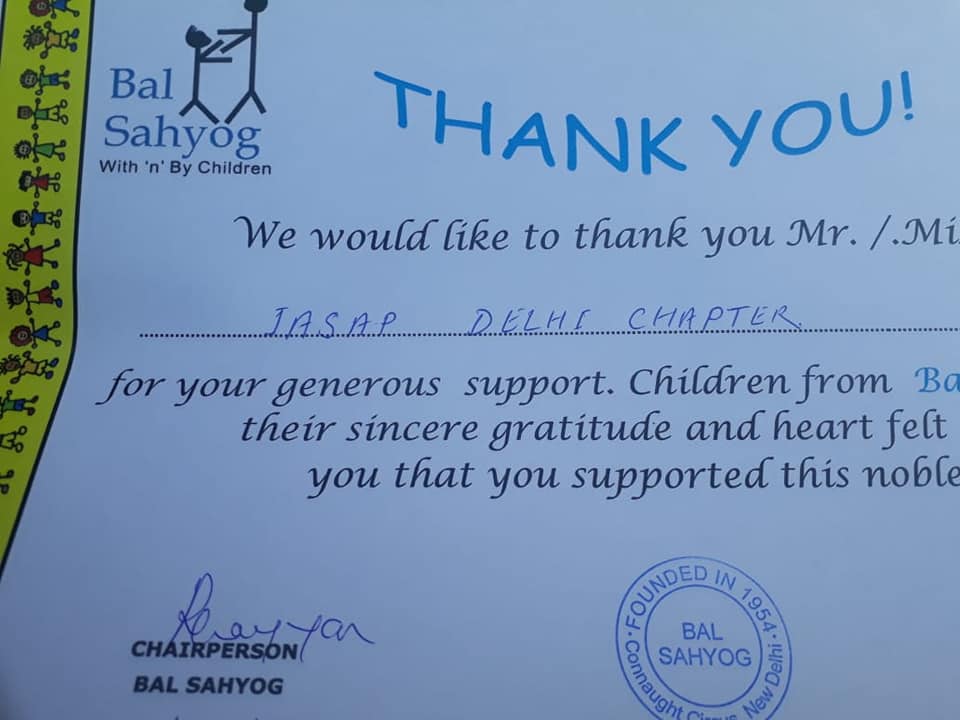 Bal
Sahyog
With 'n' By Children
THANK YOU!
We would like to thank you Mr. /.Mi
IASAP DELHI CHAPTER.
for your generous support. Children from Ba
their sincere gratitude and heart felt
you that you supported this noble
CHAIRPERSON
BAL SAHYOG
FOUNDED IN 1954
BAL
SAHYOG
Connaught Circus, New Delhi